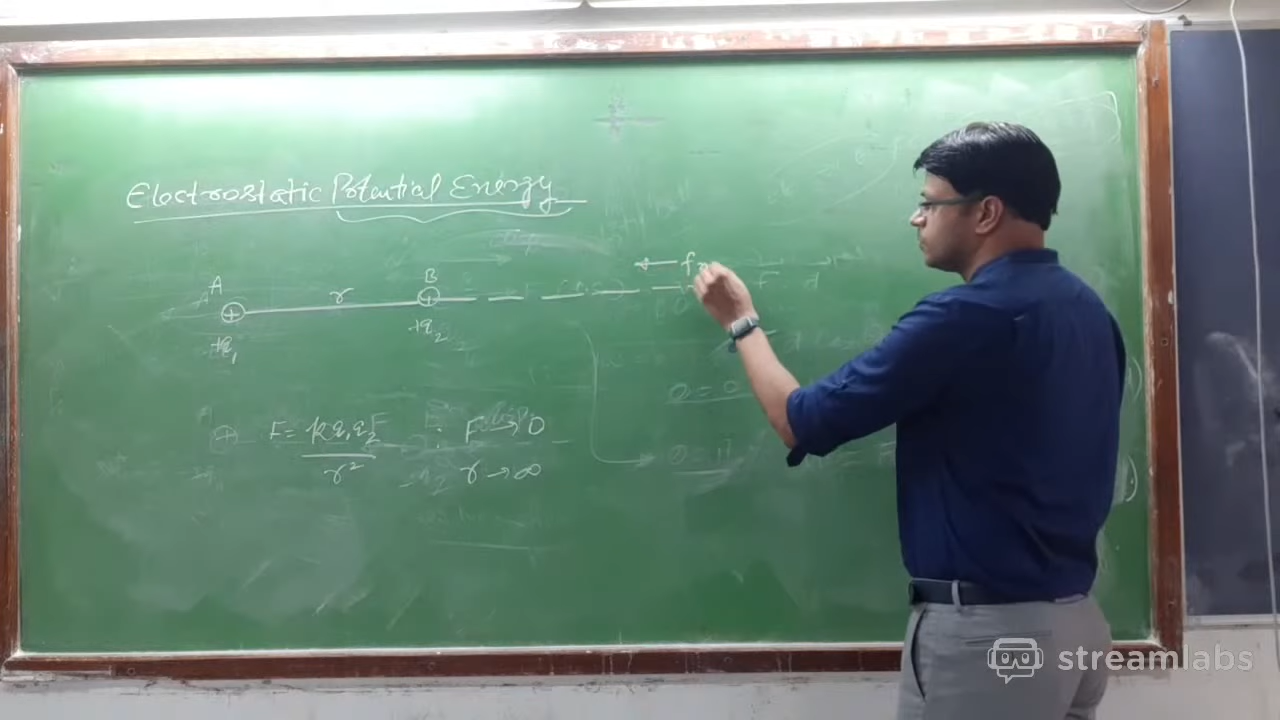 Electrostatic Potential Energy
A
r
B
+q₁
+q₂
F = kq₁q₂ / r²
: F → 0
r → ∞
← f
streamlabs